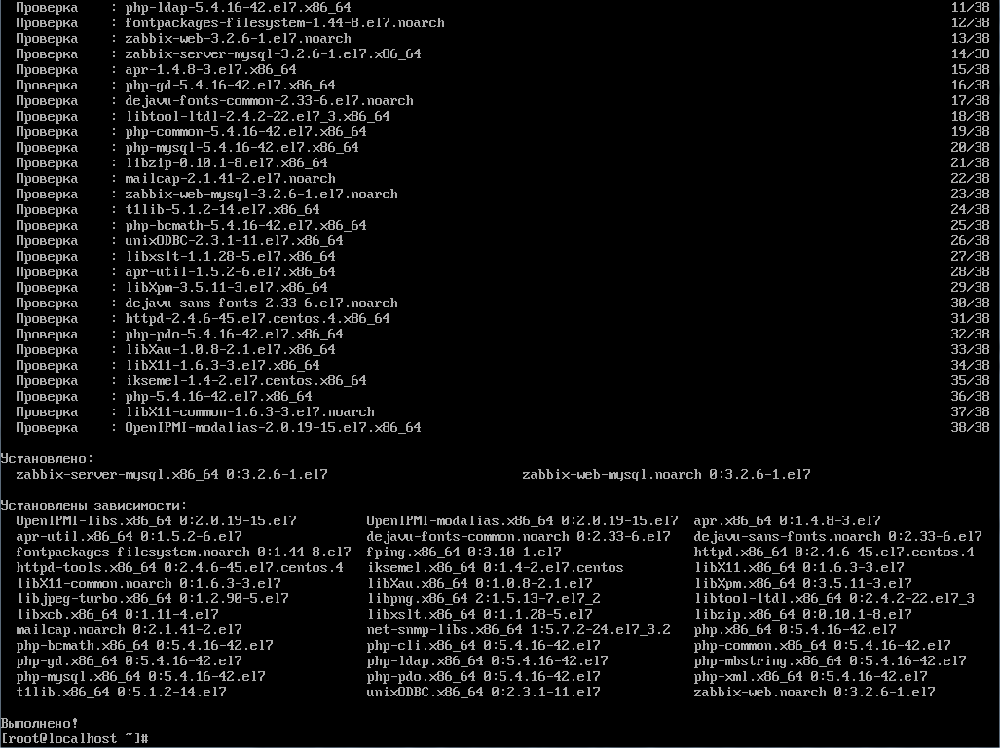 Проверка    : php-ldap-5.4.16-42.el7.x86_64    11/38
Проверка    : fontpackages-filesystem-1.44-8.el7.noarch    12/38
Проверка    : zabbix-web-3.2.6-1.el7.noarch    13/38
Проверка    : zabbix-server-mysql-3.2.6-1.el7.x86_64    14/38
Проверка    : apr-1.4.8-3.el7.x86_64    15/38
Проверка    : php-gd-5.4.16-42.el7.x86_64    16/38
Проверка    : dejavu-fonts-common-2.33-6.el7.noarch    17/38
Проверка    : libtool-ltdl-2.4.2-22.el7_3.x86_64    18/38
Проверка    : php-common-5.4.16-42.el7.x86_64    19/38
Проверка    : php-mysql-5.4.16-42.el7.x86_64    20/38
Проверка    : libzip-0.10.1-8.el7.x86_64    21/38
Проверка    : mailcap-2.1.41-2.el7.noarch    22/38
Проверка    : zabbix-web-mysql-3.2.6-1.el7.noarch    23/38
Проверка    : t1lib-5.1.2-14.el7.x86_64    24/38
Проверка    : php-bcmath-5.4.16-42.el7.x86_64    25/38
Проверка    : unixODBC-2.3.1-11.el7.x86_64    26/38
Проверка    : libxslt-1.1.28-5.el7.x86_64    27/38
Проверка    : apr-util-1.5.2-6.el7.x86_64    28/38
Проверка    : libXpm-3.5.11-3.el7.x86_64    29/38
Проверка    : dejavu-sans-fonts-2.33-6.el7.noarch    30/38
Проверка    : httpd-2.4.6-45.el7.centos.4.x86_64    31/38
Проверка    : php-pdo-5.4.16-42.el7.x86_64    32/38
Проверка    : libXau-1.0.8-2.1.el7.x86_64    33/38
Проверка    : libX11-1.6.3-3.el7.x86_64    34/38
Проверка    : iksemel-1.4-2.el7.centos.x86_64    35/38
Проверка    : php-5.4.16-42.el7.x86_64    36/38
Проверка    : libX11-common-1.6.3-3.el7.noarch    37/38
Проверка    : OpenIPMI-modalias-2.0.19-15.el7.x86_64    38/38
Установлено:
zabbix-server-mysql.x86_64 0:3.2.6-1.el7    zabbix-web-mysql.noarch 0:3.2.6-1.el7
Установлены зависимости:
OpenIPMI-libs.x86_64 0:2.0.19-15.el7    OpenIPMI-modalias.x86_64 0:2.0.19-15.el7    apr.x86_64 0:1.4.8-3.el7
apr-util.x86_64 0:1.5.2-6.el7    dejavu-fonts-common.noarch 0:2.33-6.el7    dejavu-sans-fonts.noarch 0:2.33-6.el7
fontpackages-filesystem.noarch 0:1.44-8.el7    fping.x86_64 0:3.10-1.el7    httpd.x86_64 0:2.4.6-45.el7.centos.4
httpd-tools.x86_64 0:2.4.6-45.el7.centos.4    iksemel.x86_64 0:1.4-2.el7.centos    libX11.x86_64 0:1.6.3-3.el7
libX11-common.noarch 0:1.6.3-3.el7    libXau.x86_64 0:1.0.8-2.1.el7    libXpm.x86_64 0:3.5.11-3.el7
libjpeg-turbo.x86_64 0:1.2.90-5.el7    libpng.x86_64 2:1.5.13-7.el7_2    libtool-ltdl.x86_64 0:2.4.2-22.el7_3
libxcb.x86_64 0:1.11-4.el7    libxslt.x86_64 0:1.1.28-5.el7    libzip.x86_64 0:0.10.1-8.el7
mailcap.noarch 0:2.1.41-2.el7    net-snmp-libs.x86_64 1:5.7.2-24.el7_3.2    php.x86_64 0:5.4.16-42.el7
php-bcmath.x86_64 0:5.4.16-42.el7    php-cli.x86_64 0:5.4.16-42.el7    php-common.x86_64 0:5.4.16-42.el7
php-gd.x86_64 0:5.4.16-42.el7    php-ldap.x86_64 0:5.4.16-42.el7    php-mbstring.x86_64 0:5.4.16-42.el7
php-mysql.x86_64 0:5.4.16-42.el7    php-pdo.x86_64 0:5.4.16-42.el7    php-xml.x86_64 0:5.4.16-42.el7
t1lib.x86_64 0:5.1.2-14.el7    unixODBC.x86_64 0:2.3.1-11.el7    zabbix-web.noarch 0:3.2.6-1.el7
Выполнено!
[root@localhost ~]#